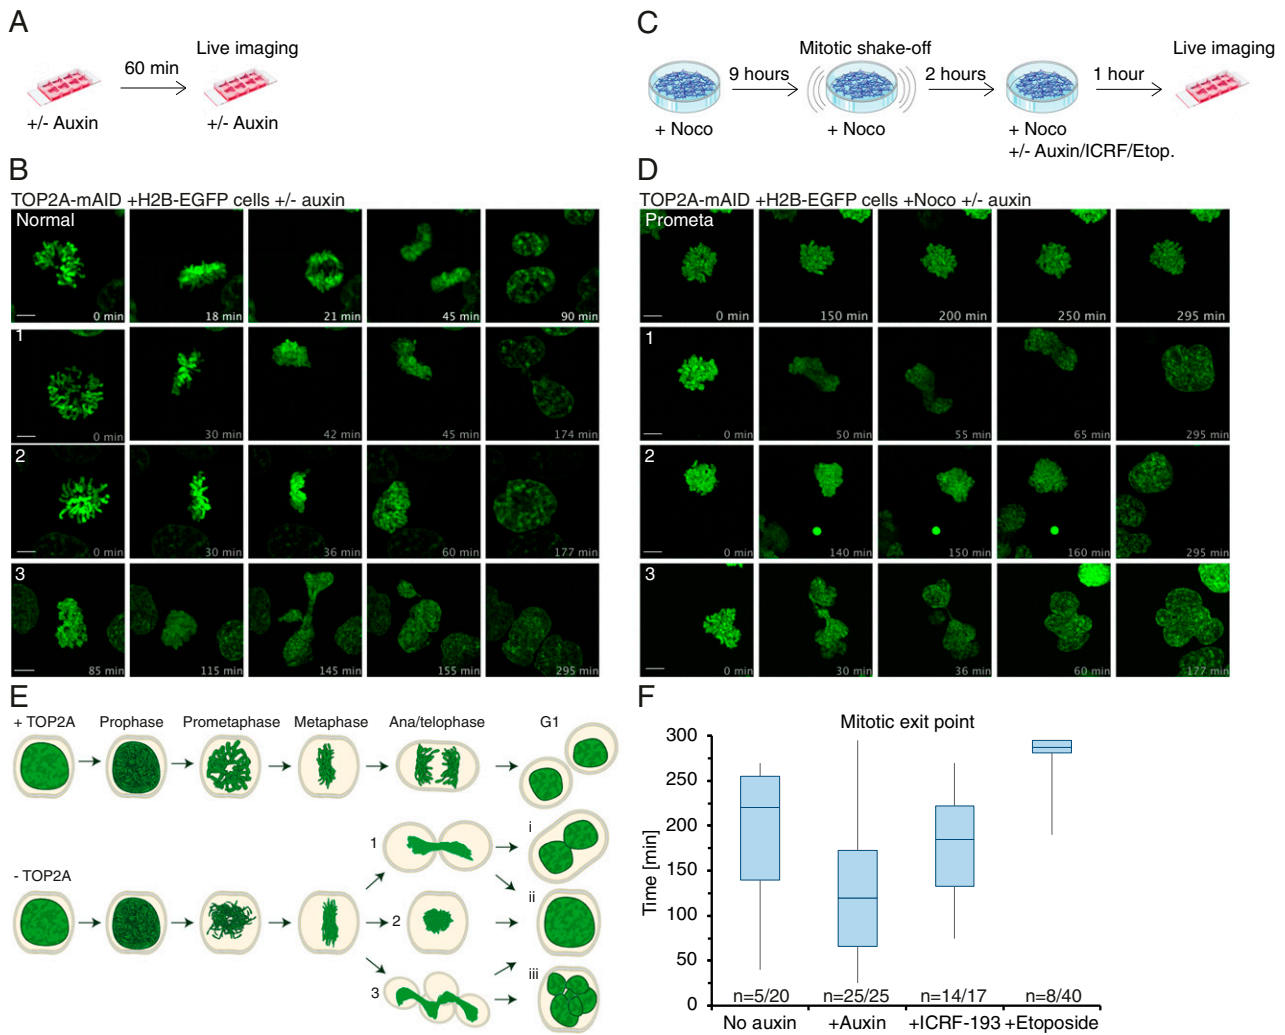 A
Live imaging
60 min
+/- Auxin
+/- Auxin
C
Mitotic shake-off
Live imaging
9 hours
2 hours
1 hour
+ Noco
+ Noco
+ Noco
+/- Auxin/ICRF/Etop.
B
TOP2A-mAID +H2B-EGFP cells +/- auxin
Normal
0 min
18 min
21 min
45 min
90 min
1
0 min
30 min
42 min
45 min
174 min
2
0 min
30 min
36 min
60 min
177 min
3
85 min
115 min
145 min
155 min
295 min
D
TOP2A-mAID +H2B-EGFP cells +Noco +/- auxin
Prometa
0 min
150 min
200 min
250 min
295 min
1
0 min
50 min
55 min
65 min
295 min
2
0 min
140 min
150 min
160 min
295 min
3
0 min
30 min
36 min
60 min
177 min
E
+ TOP2A
Prophase
Prometaphase
Metaphase
Ana/telophase
G1
- TOP2A
1
i
2
ii
3
iii
F
Mitotic exit point
Time [min]
300
250
200
150
100
50
0
n=5/20
n=25/25
n=14/17
n=8/40
No auxin
+Auxin
+ICRF-193
+Etoposide